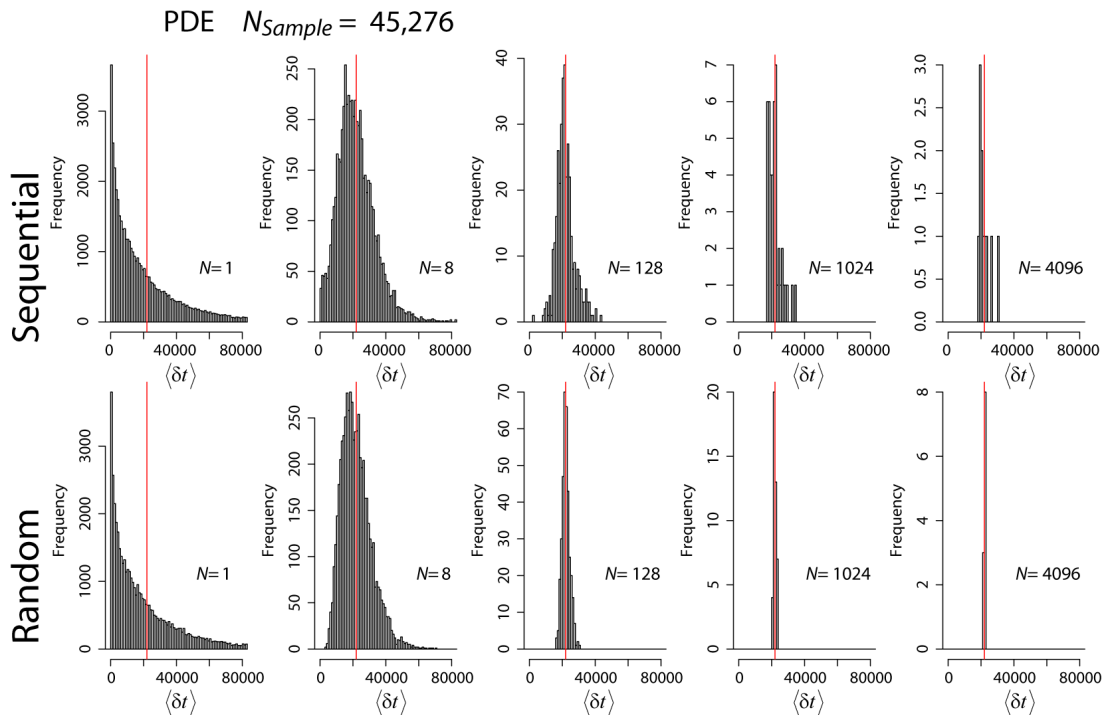 PDE N_Sample = 45,276
Sequential
Frequency
0 1000 2000 3000
N= 1
0 40000 80000
⟨δt⟩
Frequency
0 50 100 150 200 250
N= 8
0 40000 80000
⟨δt⟩
Frequency
0 10 20 30 40
N= 128
0 40000 80000
⟨δt⟩
Frequency
0 1 2 3 4 5 6 7
N= 1024
0 40000 80000
⟨δt⟩
Frequency
0.0 0.5 1.0 1.5 2.0 2.5 3.0
N= 4096
0 40000 80000
⟨δt⟩
Random
Frequency
0 1000 2000 3000
N= 1
0 40000 80000
⟨δt⟩
Frequency
0 50 100 150 200 250
N= 8
0 40000 80000
⟨δt⟩
Frequency
0 10 20 30 40 50 60 70
N= 128
0 40000 80000
⟨δt⟩
Frequency
0 5 10 15 20
N= 1024
0 40000 80000
⟨δt⟩
Frequency
0 2 4 6 8
N= 4096
0 40000 80000
⟨δt⟩